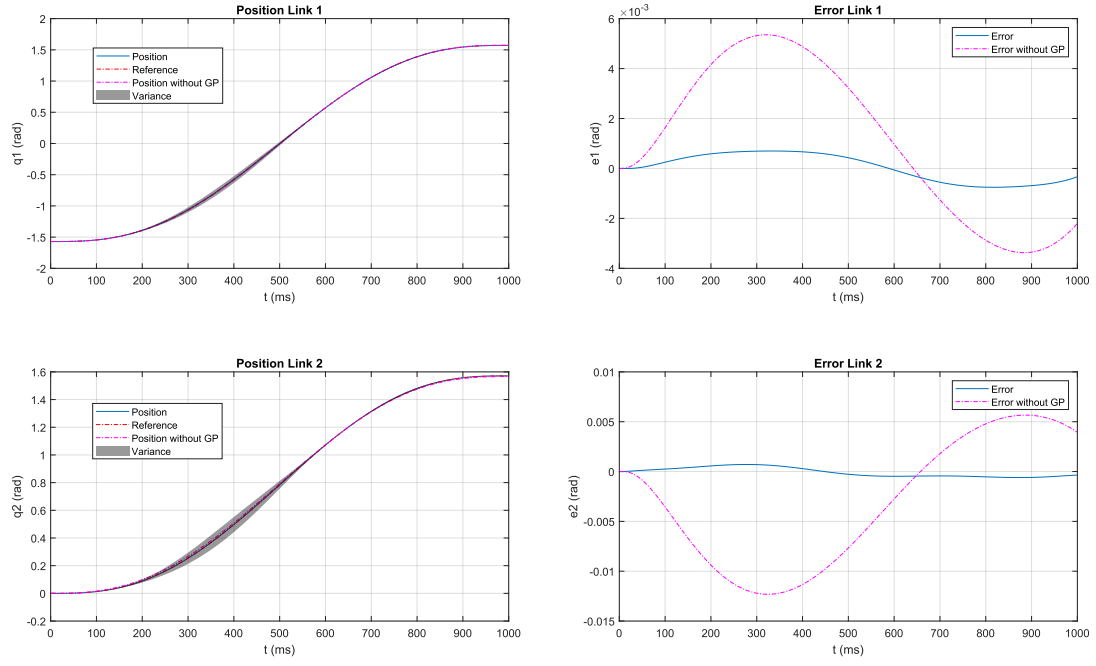 Position Link 1
2
1.5
1
0.5
0
-0.5
-1
-1.5
-2
q1 (rad)
Position
Reference
Position without GP
Variance
0 100 200 300 400 500 600 700 800 900 1000
t (ms)
Error Link 1
×10⁻³
6
4
2
0
-2
-4
e1 (rad)
Error
Error without GP
0 100 200 300 400 500 600 700 800 900 1000
t (ms)
Position Link 2
1.6
1.4
1.2
1
0.8
0.6
0.4
0.2
0
-0.2
q2 (rad)
Position
Reference
Position without GP
Variance
0 100 200 300 400 500 600 700 800 900 1000
t (ms)
Error Link 2
0.01
0.005
0
-0.005
-0.01
-0.015
e2 (rad)
Error
Error without GP
0 100 200 300 400 500 600 700 800 900 1000
t (ms)